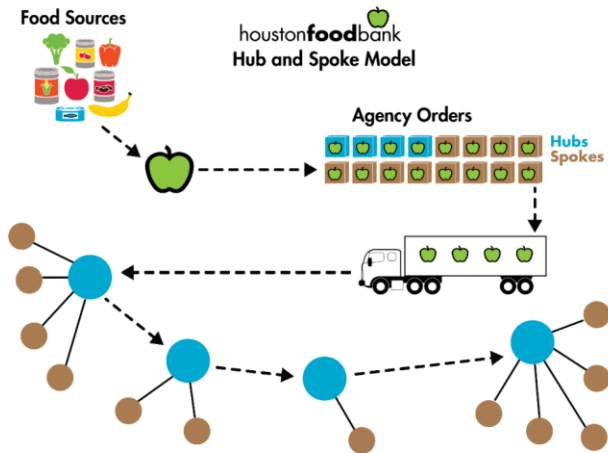 Food Sources
houstonfoodbank
Hub and Spoke Model
Agency Orders
Hubs
Spokes